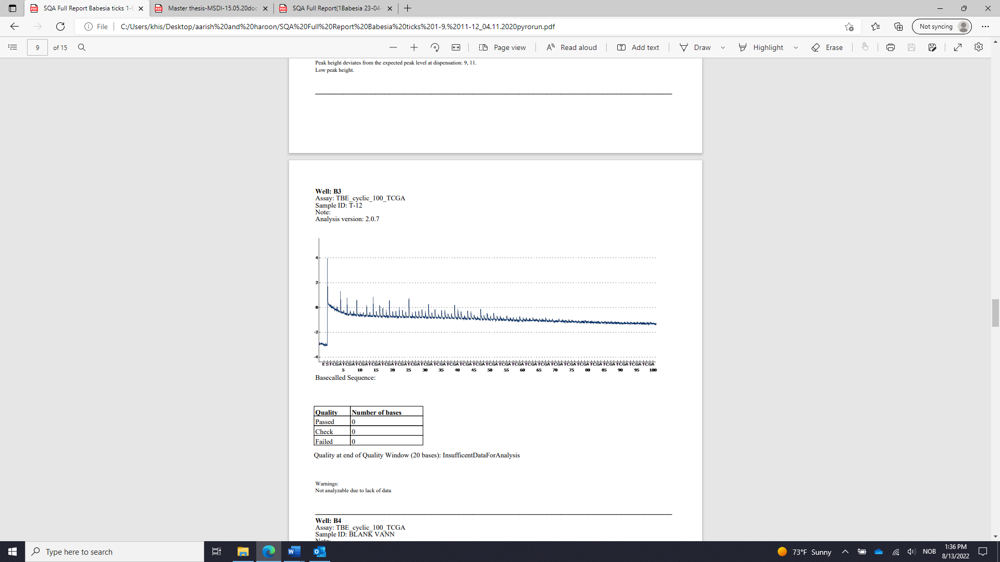 SQA Full Report Babesia ticks 1-9
Master thesis-MSDI-15.05.20doc
SQA Full Report(1Babesia 23-04-
File
C:/Users/khis/Desktop/aarish%20and%20haroon/SQA%20Full%20Report%20Babesia%20ticks%201-9,%2011-12_04.11.2020pyrorun.pdf
Not syncing
9 of 15
Page view
Read aloud
Add text
Draw
Highlight
Erase
Peak height deviates from the expected peak level at dispensation: 9, 11.
Low peak height.
Well: B3
Assay: TBE_cyclic_100_TCGA
Sample ID: T-12
Note:
Analysis version: 2.0.7
4
2
0
-2
-4
ESTCGATCGATCGATCGATCGATCGATCGATCGATCGATCGATCGATCGATCGATCGATCGATCGATCGATCGATCGATCGATCGATCGATCGATCGATCGA
5 10 15 20 25 30 35 40 45 50 55 60 65 70 75 80 85 90 95 100
Basecalled Sequence:
Quality Number of bases
Passed 0
Check 0
Failed 0
Quality at end of Quality Window (20 bases): InsufficentDataForAnalysis
Warnings:
Not analyzable due to lack of data
Well: B4
Assay: TBE_cyclic_100_TCGA
Sample ID: BLANK VANN
Note:
Type here to search
73°F Sunny
NOB
1:36 PM
8/13/2022